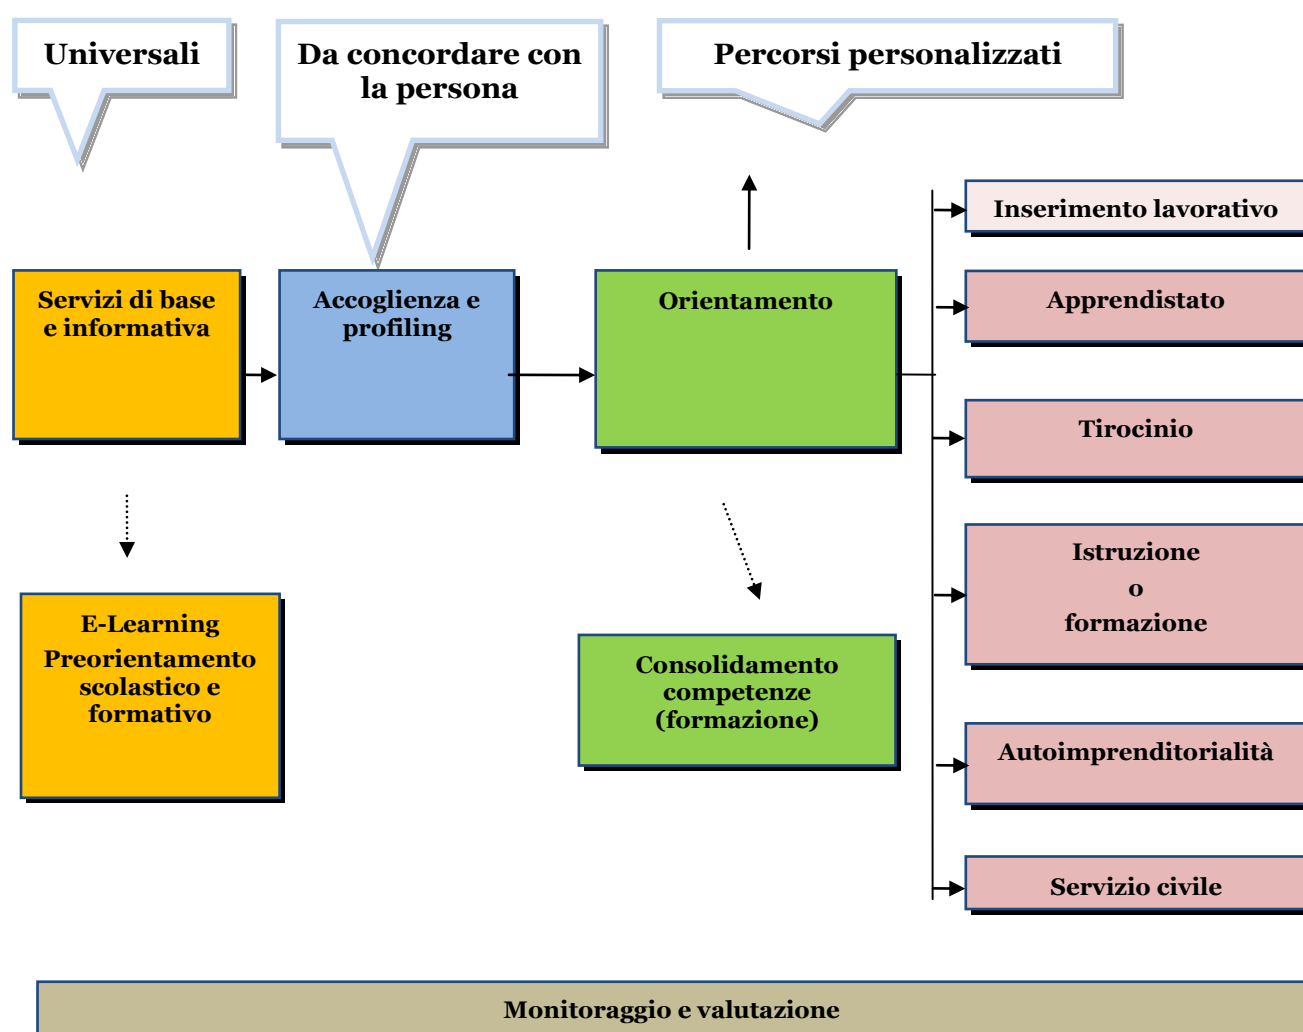 Universali
Da concordare con
la persona
Percorsi personalizzati
Servizi di base
e informativa
Accoglienza e
profiling
Orientamento
Inserimento lavorativo
Apprendistato
Tirocinio
Istruzione
o
formazione
Autoimprenditorialità
Servizio civile
E-Learning
Preorientamento
scolastico e
formativo
Consolidamento
competenze
(formazione)
Monitoraggio e valutazione